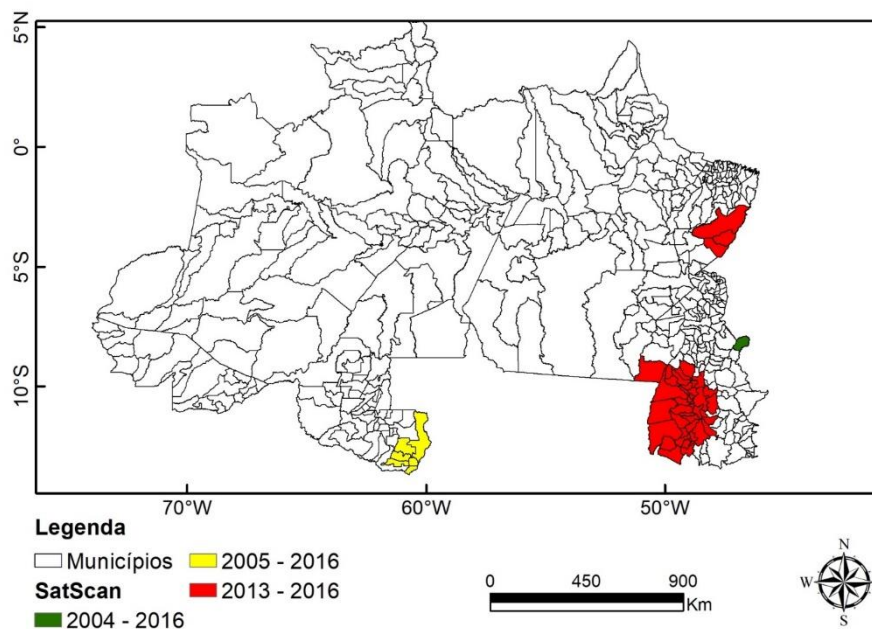 5°N
0°
5°S
10°S
70°W 60°W 50°W
Legenda
Municípios 2005 - 2016
SatScan 2013 - 2016
2004 - 2016
0 450 900
Km
N
W E
S